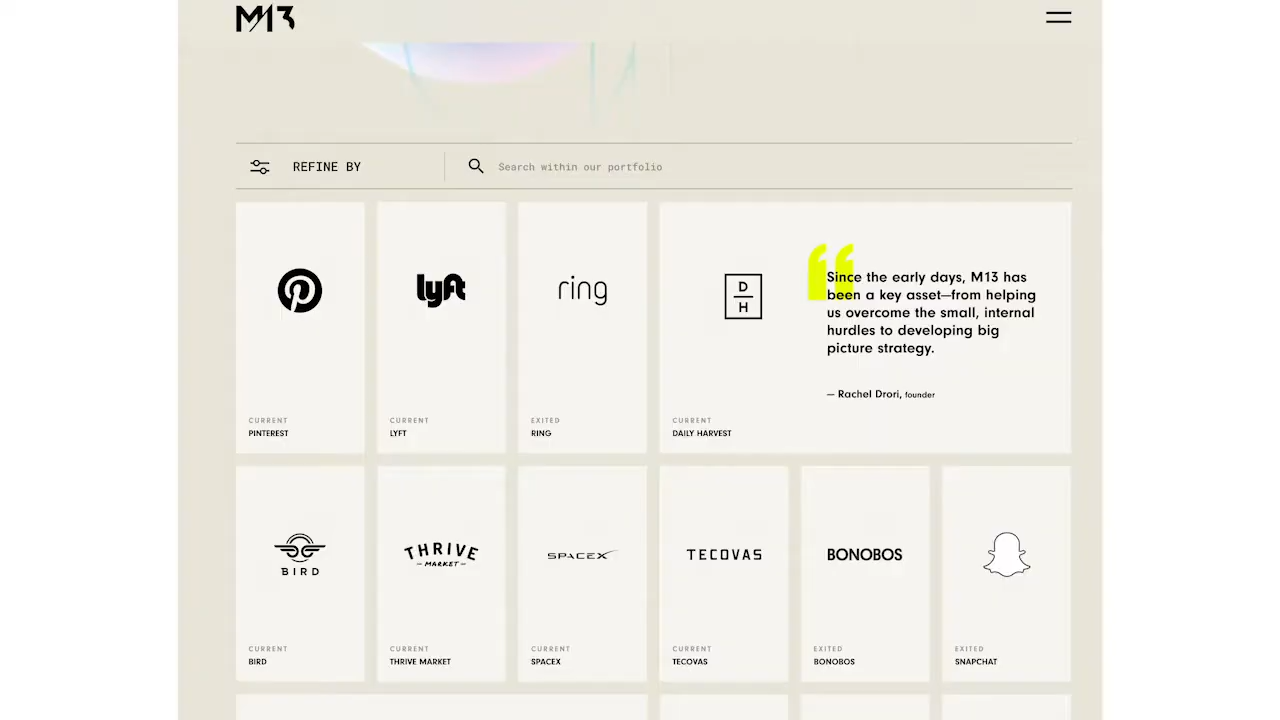 M13
REFINE BY
Search within our portfolio
lyft
ring
D
H
Since the early days, M13 has
been a key asset—from helping
us overcome the small, internal
hurdles to developing big
picture strategy.
— Rachel Drori, founder
CURRENT
PINTEREST
CURRENT
LYFT
EXITED
RING
CURRENT
DAILY HARVEST
BIRD
THRIVE
—MARKET—
SPACEX
TECOVAS
BONOBOS
CURRENT
BIRD
CURRENT
THRIVE MARKET
CURRENT
SPACEX
CURRENT
TECOVAS
EXITED
BONOBOS
EXITED
SNAPCHAT